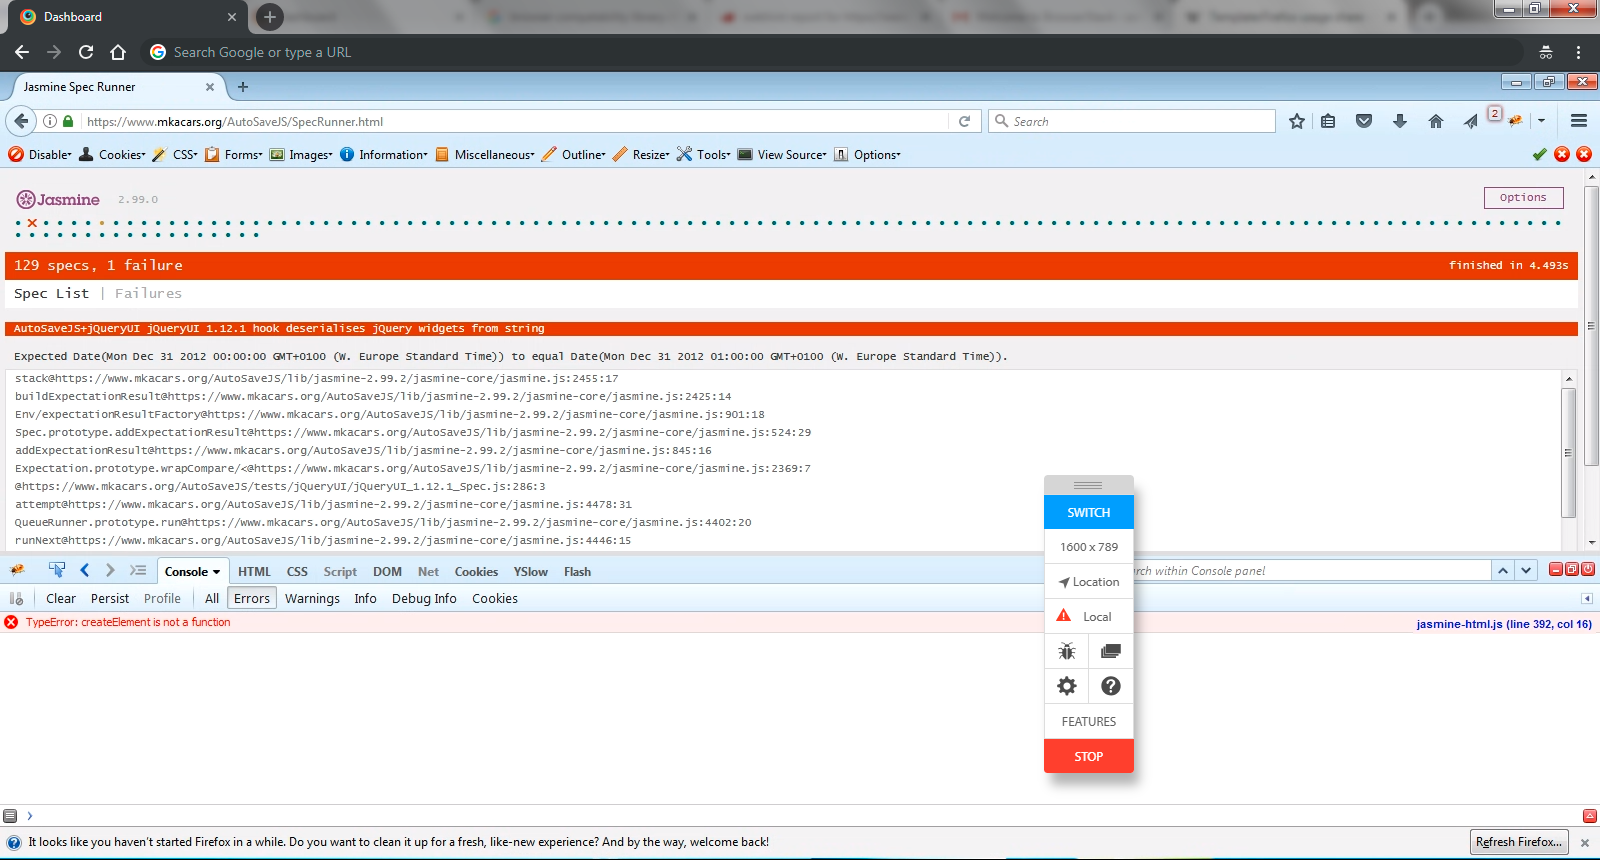 Dashboard
Search Google or type a URL
Jasmine Spec Runner
https://www.mkacars.org/AutoSaveJS/SpecRunner.html
Search
2
Disable
Cookies
CSS
Forms
Images
Information
Miscellaneous
Outline
Resize
Tools
View Source
Options
Jasmine 2.99.0
Options
129 specs, 1 failure
finished in 4.493s
Spec List | Failures
AutoSaveJS+jQueryUI jQueryUI 1.12.1 hook deserialises jQuery widgets from string
Expected Date(Mon Dec 31 2012 00:00:00 GMT+0100 (W. Europe Standard Time)) to equal Date(Mon Dec 31 2012 01:00:00 GMT+0100 (W. Europe Standard Time)).
stack@https://www.mkacars.org/AutoSaveJS/lib/jasmine-2.99.2/jasmine-core/jasmine.js:2455:17
buildExpectationResult@https://www.mkacars.org/AutoSaveJS/lib/jasmine-2.99.2/jasmine-core/jasmine.js:2425:14
Env/expectationResultFactory@https://www.mkacars.org/AutoSaveJS/lib/jasmine-2.99.2/jasmine-core/jasmine.js:901:18
Spec.prototype.addExpectationResult@https://www.mkacars.org/AutoSaveJS/lib/jasmine-2.99.2/jasmine-core/jasmine.js:524:29
addExpectationResult@https://www.mkacars.org/AutoSaveJS/lib/jasmine-2.99.2/jasmine-core/jasmine.js:845:16
Expectation.prototype.wrapCompare/<@https://www.mkacars.org/AutoSaveJS/lib/jasmine-2.99.2/jasmine-core/jasmine.js:2369:7
@https://www.mkacars.org/AutoSaveJS/tests/jQueryUI/jQueryUI_1.12.1_Spec.js:286:3
attempt@https://www.mkacars.org/AutoSaveJS/lib/jasmine-2.99.2/jasmine-core/jasmine.js:4478:31
QueueRunner.prototype.run@https://www.mkacars.org/AutoSaveJS/lib/jasmine-2.99.2/jasmine-core/jasmine.js:4402:20
runNext@https://www.mkacars.org/AutoSaveJS/lib/jasmine-2.99.2/jasmine-core/jasmine.js:4446:15
SWITCH
1600 x 789
Location
Local
FEATURES
STOP
Console HTML CSS Script DOM Net Cookies YSlow Flash
rch within Console panel
Clear Persist Profile All Errors Warnings Info Debug Info Cookies
TypeError: createElement is not a function
jasmine-html.js (line 392, col 16)
It looks like you haven't started Firefox in a while. Do you want to clean it up for a fresh, like-new experience? And by the way, welcome back!
Refresh Firefox...